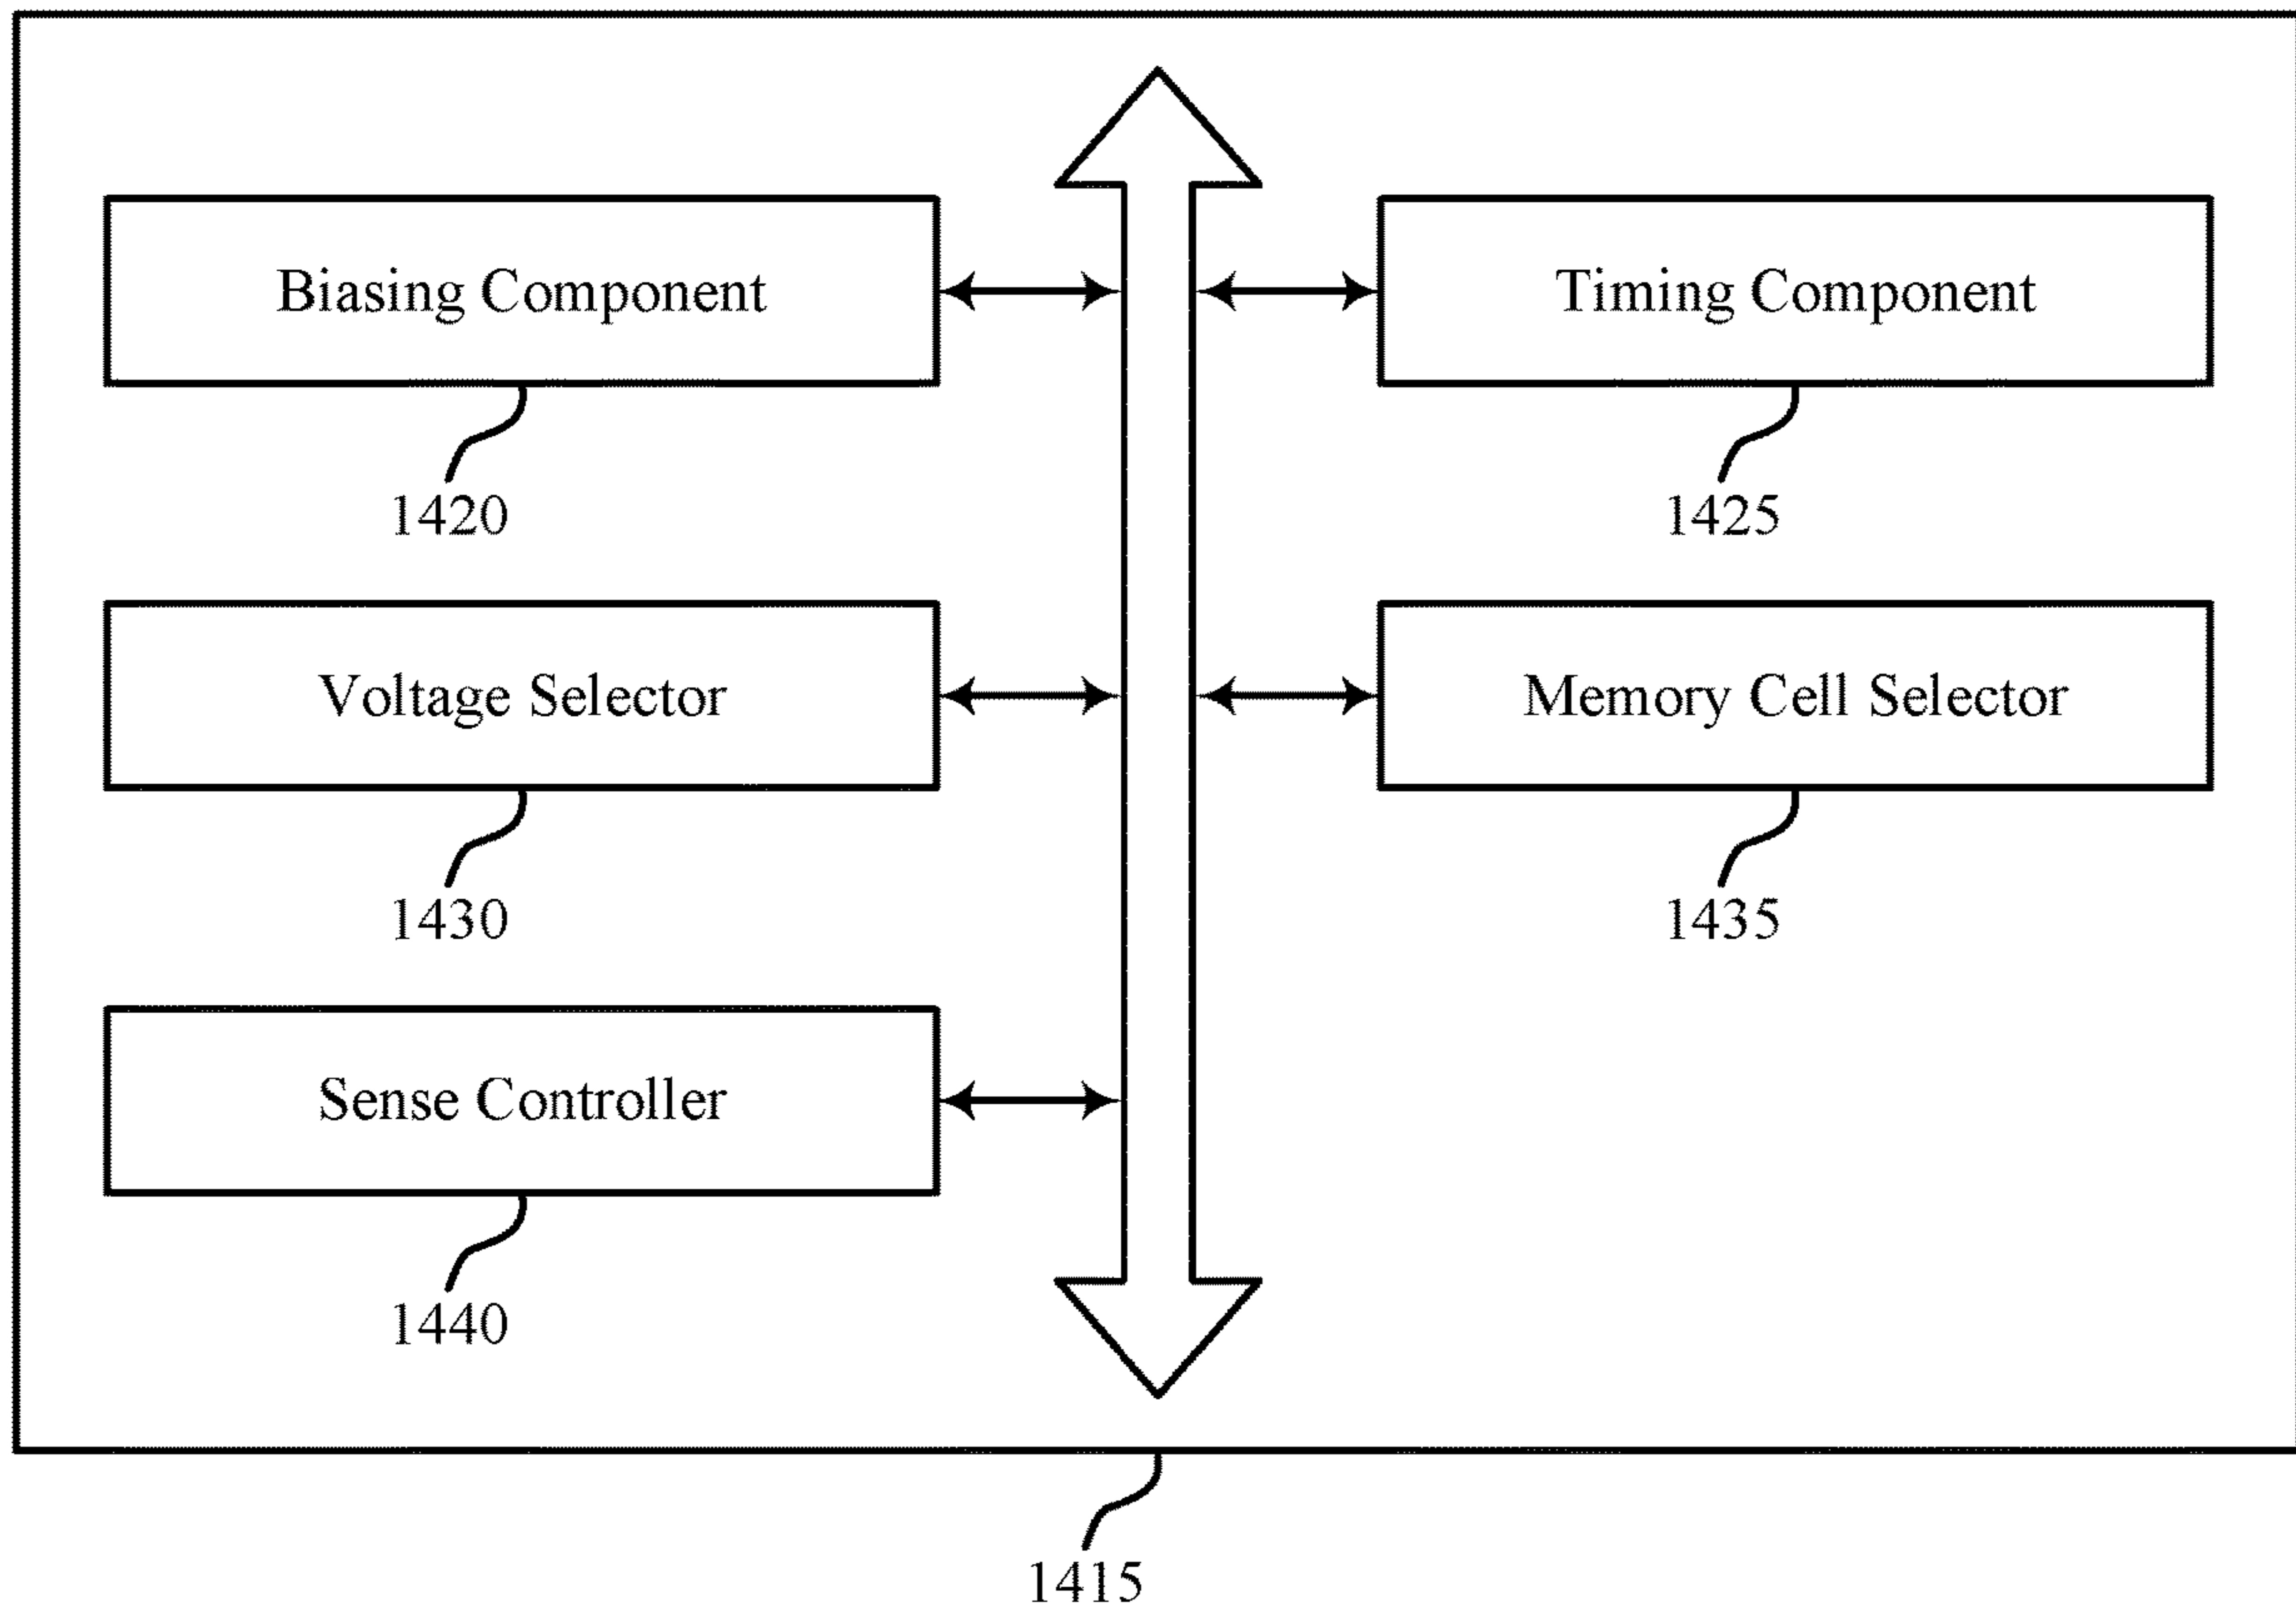 Biasing Component
Timing Component
1420
1425
Voltage Selector
Memory Cell Selector
1430
1435
Sense Controller
1440
1415